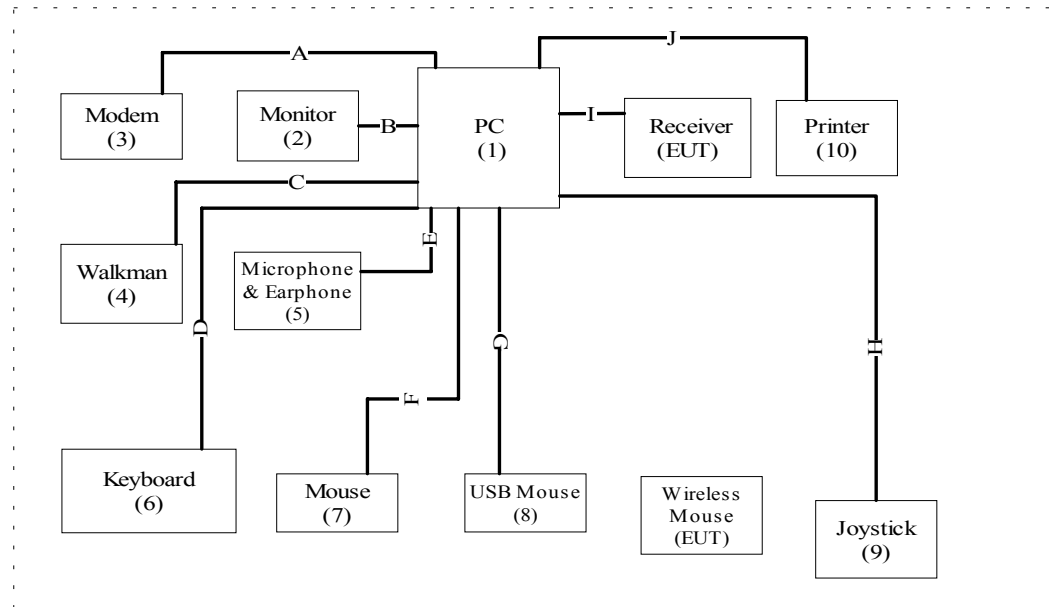 A
J
Modem
(3)
Monitor
(2)
B
PC
(1)
I
Receiver
(EUT)
Printer
(10)
C
Walkman
(4)
D
E
Microphone
& Earphone
(5)
G
H
F
Keyboard
(6)
Mouse
(7)
USB Mouse
(8)
Wireless
Mouse
(EUT)
Joystick
(9)